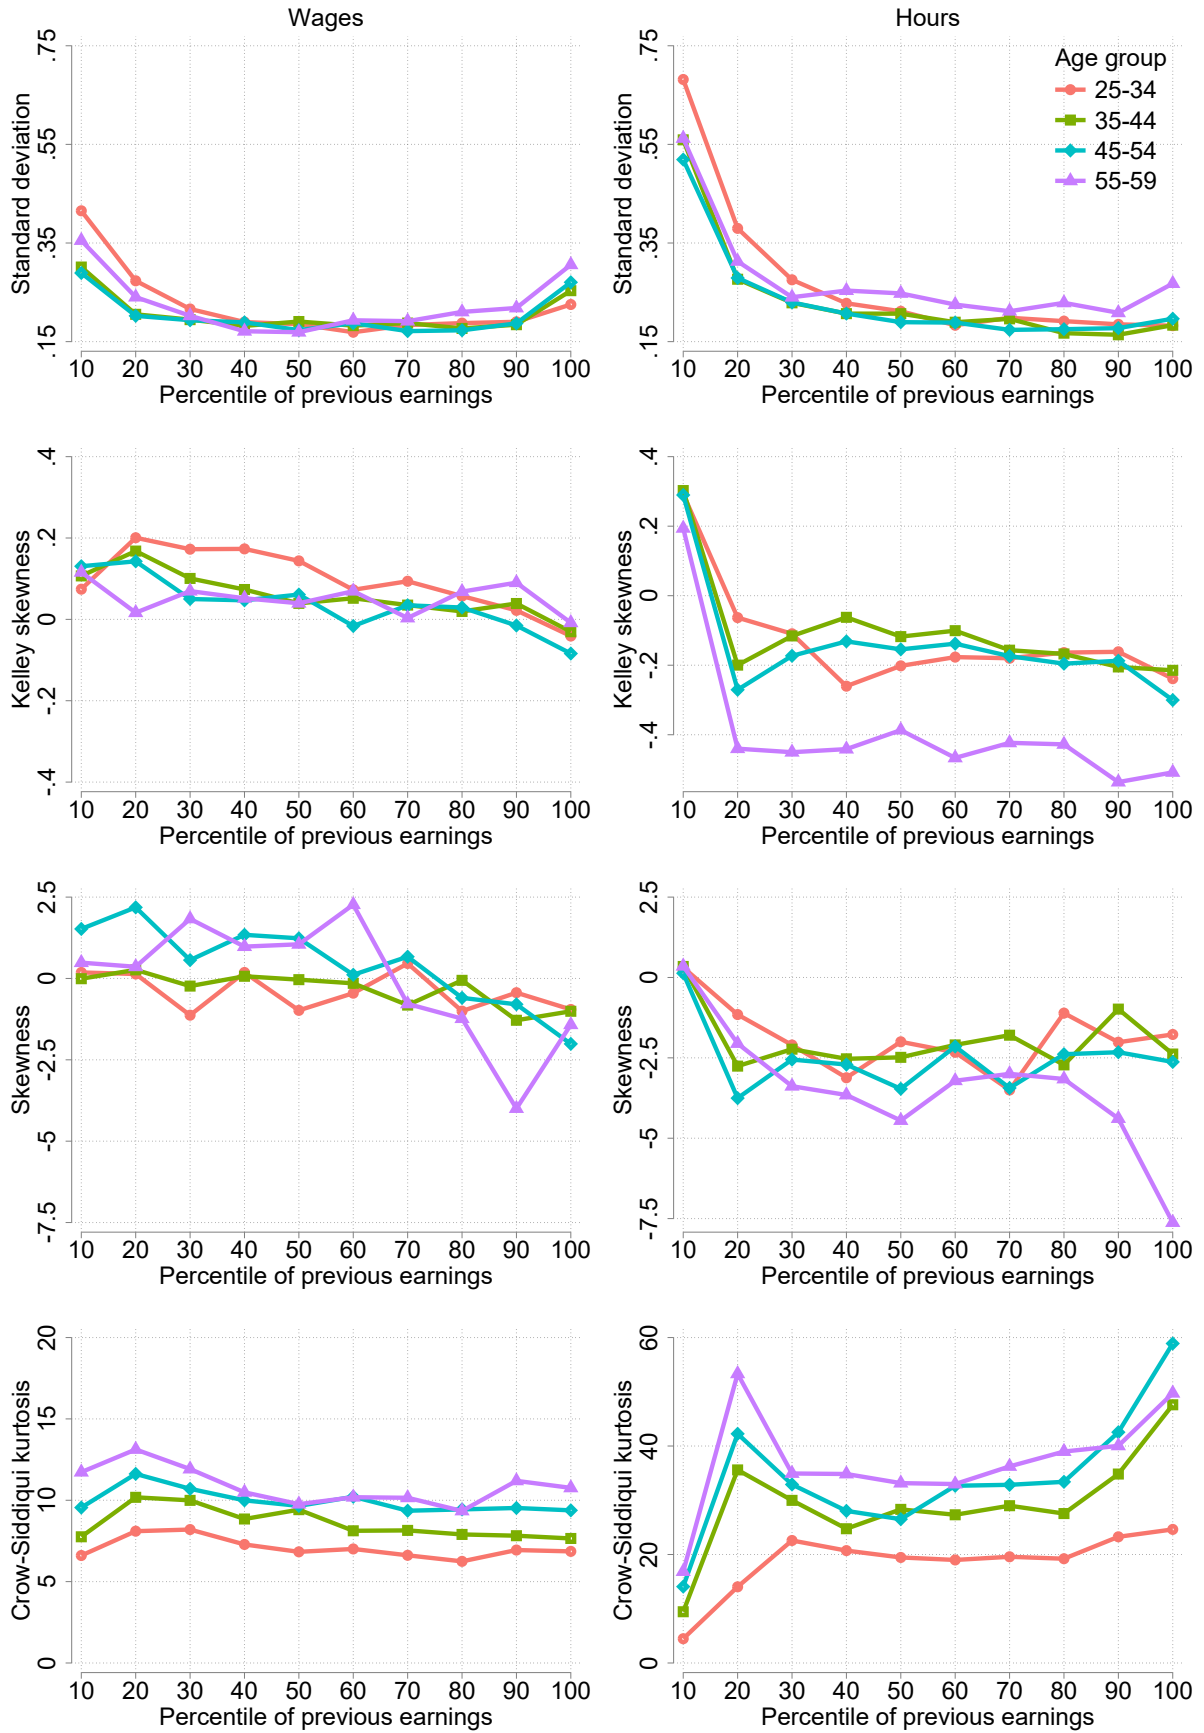 Wages
Hours
Standard deviation
.75
.55
.35
.15
10 20 30 40 50 60 70 80 90 100
Percentile of previous earnings
Standard deviation
.75
.55
.35
.15
Age group
25-34
35-44
45-54
55-59
10 20 30 40 50 60 70 80 90 100
Percentile of previous earnings
Kelley skewness
.4
.2
0
-.2
-.4
10 20 30 40 50 60 70 80 90 100
Percentile of previous earnings
Kelley skewness
.4
.2
0
-.2
-.4
10 20 30 40 50 60 70 80 90 100
Percentile of previous earnings
Skewness
2.5
0
-2.5
-5
-7.5
10 20 30 40 50 60 70 80 90 100
Percentile of previous earnings
Skewness
2.5
0
-2.5
-5
-7.5
10 20 30 40 50 60 70 80 90 100
Percentile of previous earnings
Crow-Siddiqui kurtosis
20
15
10
5
0
10 20 30 40 50 60 70 80 90 100
Percentile of previous earnings
Crow-Siddiqui kurtosis
60
40
20
0
10 20 30 40 50 60 70 80 90 100
Percentile of previous earnings